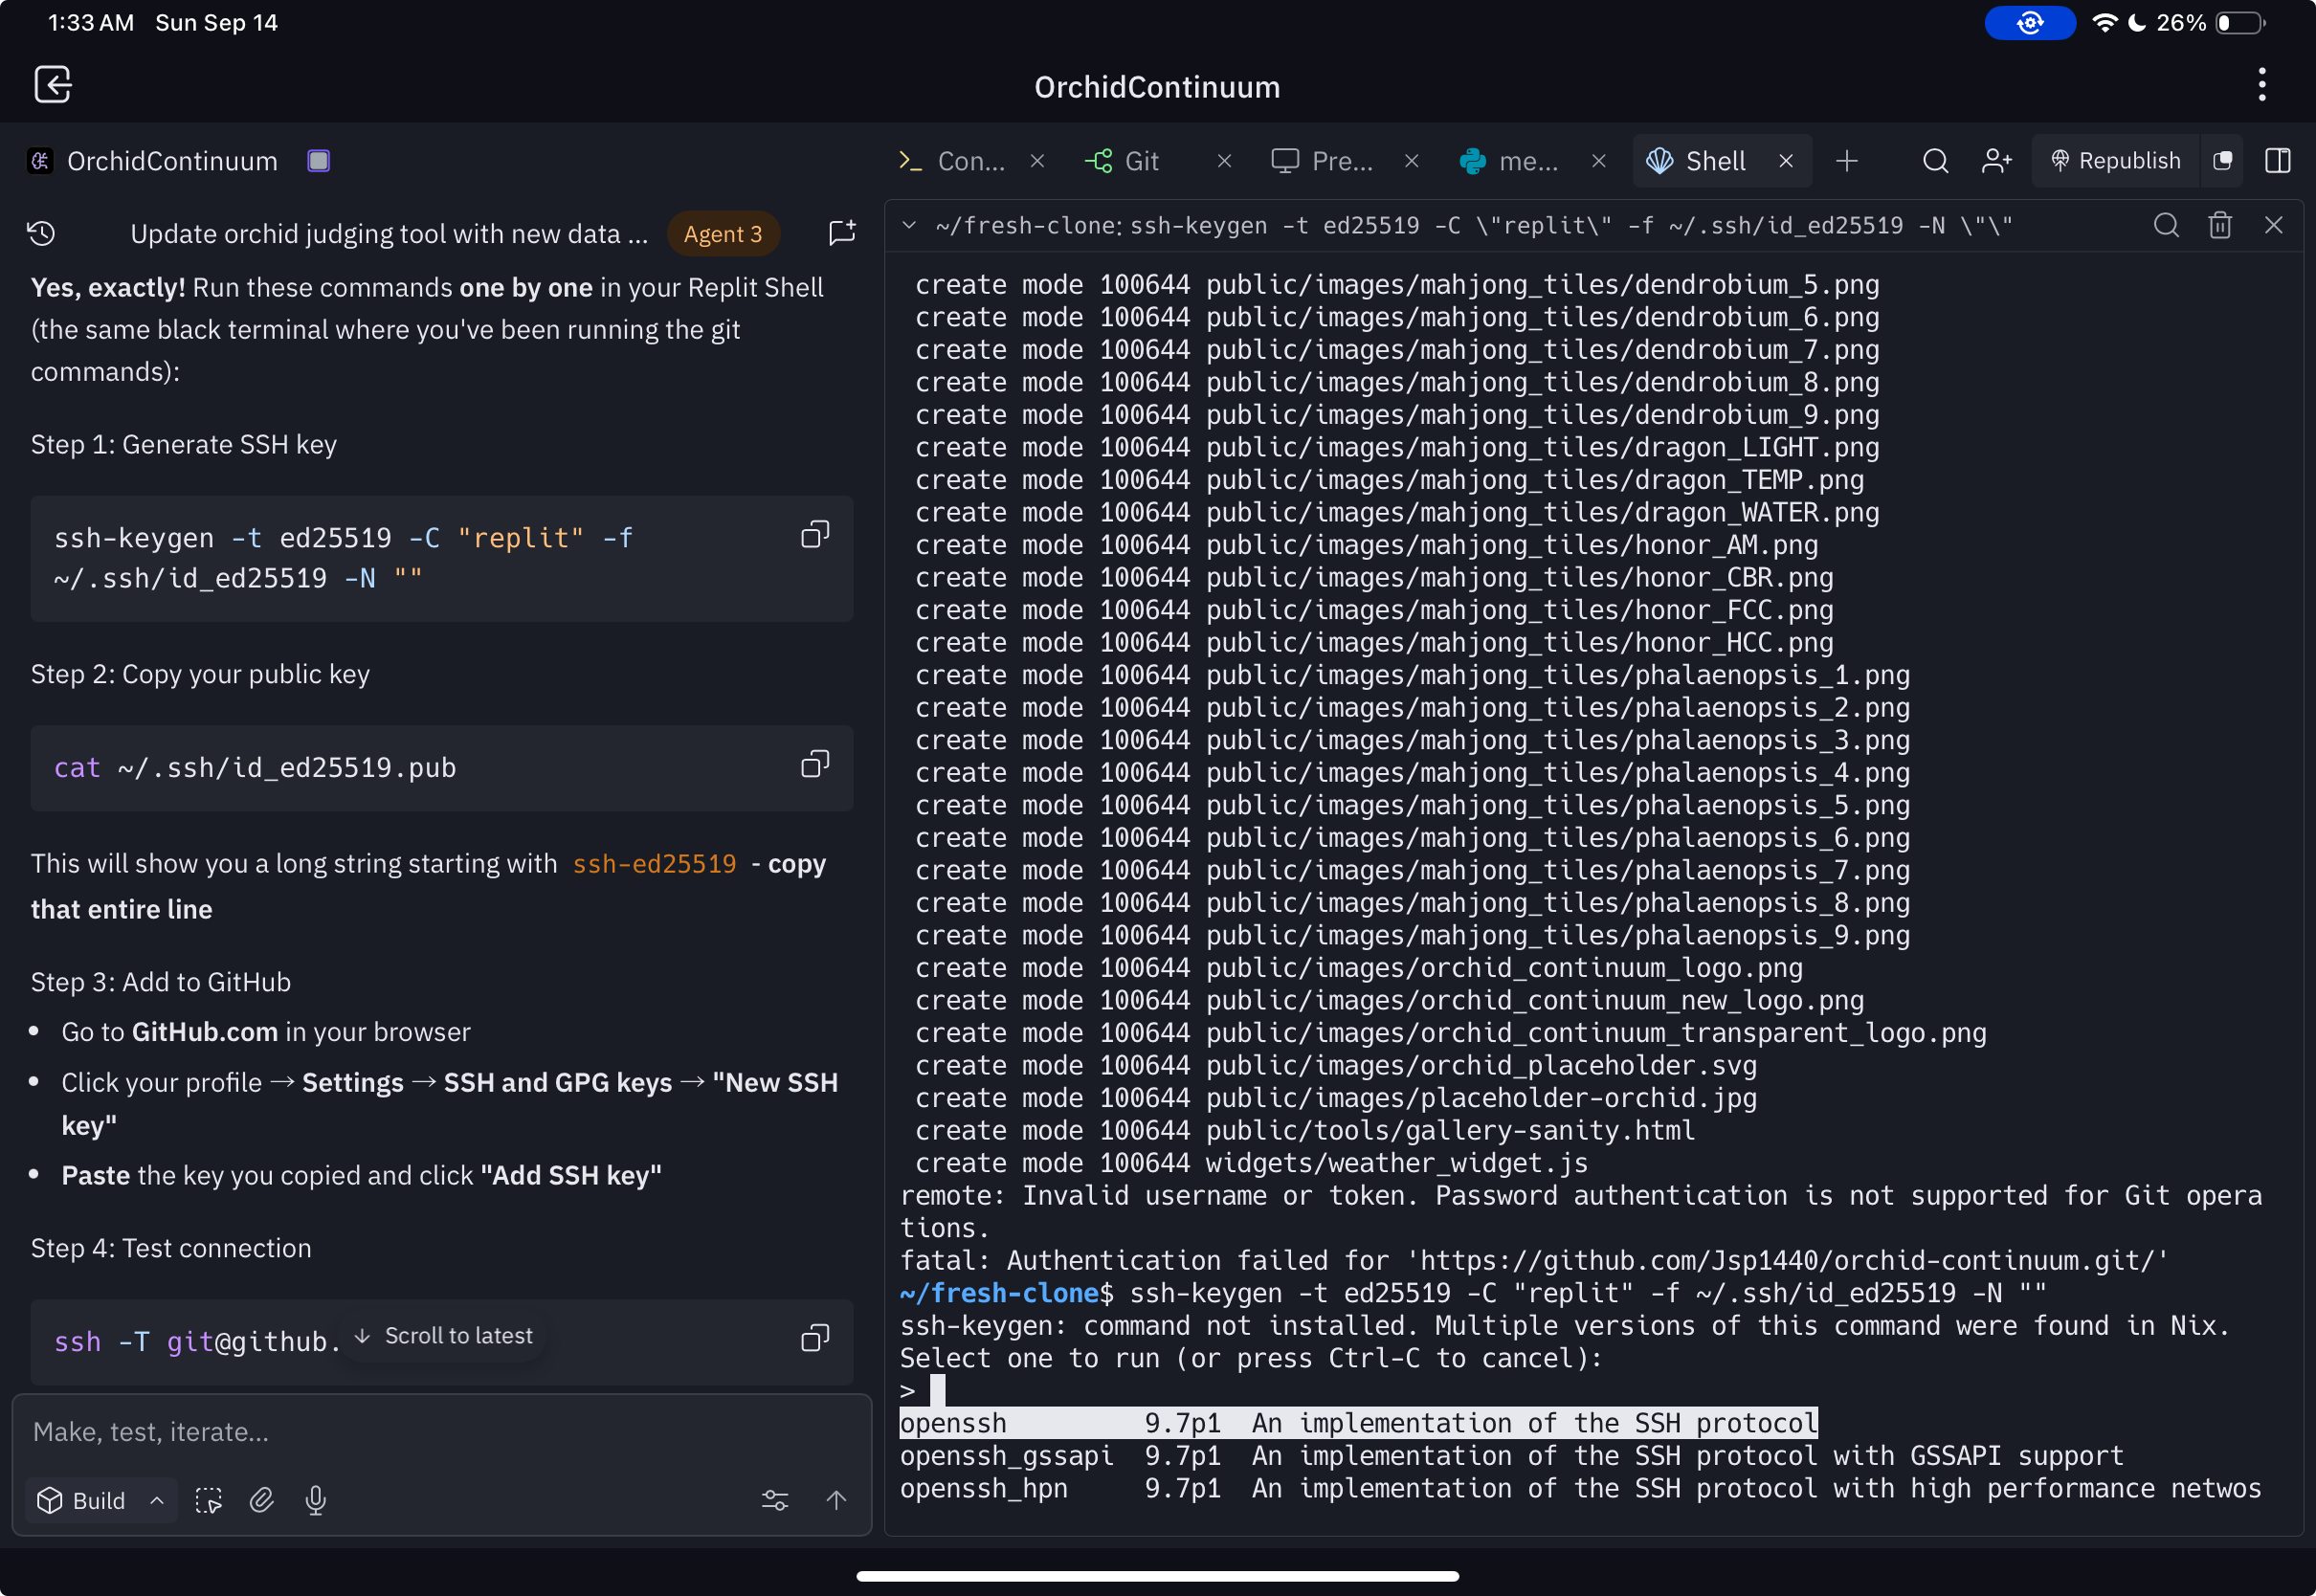 1:33 AM Sun Sep 14
26%
OrchidContinuum
OrchidContinuum
Con...
Git
Pre...
me...
Shell
Republish
Update orchid judging tool with new data ...
Agent 3
Yes, exactly! Run these commands one by one in your Replit Shell
(the same black terminal where you've been running the git
commands):
Step 1: Generate SSH key
ssh-keygen -t ed25519 -C "replit" -f
~/.ssh/id_ed25519 -N ""
Step 2: Copy your public key
cat ~/.ssh/id_ed25519.pub
This will show you a long string starting with ssh-ed25519 - copy
that entire line
Step 3: Add to GitHub
• Go to GitHub.com in your browser
• Click your profile → Settings → SSH and GPG keys → "New SSH
key"
• Paste the key you copied and click "Add SSH key"
Step 4: Test connection
ssh -T git@github.
↓ Scroll to latest
Make, test, iterate...
Build
~/fresh-clone: ssh-keygen -t ed25519 -C \"replit\" -f ~/.ssh/id_ed25519 -N \"\"
create mode 100644 public/images/mahjong_tiles/dendrobium_5.png
create mode 100644 public/images/mahjong_tiles/dendrobium_6.png
create mode 100644 public/images/mahjong_tiles/dendrobium_7.png
create mode 100644 public/images/mahjong_tiles/dendrobium_8.png
create mode 100644 public/images/mahjong_tiles/dendrobium_9.png
create mode 100644 public/images/mahjong_tiles/dragon_LIGHT.png
create mode 100644 public/images/mahjong_tiles/dragon_TEMP.png
create mode 100644 public/images/mahjong_tiles/dragon_WATER.png
create mode 100644 public/images/mahjong_tiles/honor_AM.png
create mode 100644 public/images/mahjong_tiles/honor_CBR.png
create mode 100644 public/images/mahjong_tiles/honor_FCC.png
create mode 100644 public/images/mahjong_tiles/honor_HCC.png
create mode 100644 public/images/mahjong_tiles/phalaenopsis_1.png
create mode 100644 public/images/mahjong_tiles/phalaenopsis_2.png
create mode 100644 public/images/mahjong_tiles/phalaenopsis_3.png
create mode 100644 public/images/mahjong_tiles/phalaenopsis_4.png
create mode 100644 public/images/mahjong_tiles/phalaenopsis_5.png
create mode 100644 public/images/mahjong_tiles/phalaenopsis_6.png
create mode 100644 public/images/mahjong_tiles/phalaenopsis_7.png
create mode 100644 public/images/mahjong_tiles/phalaenopsis_8.png
create mode 100644 public/images/mahjong_tiles/phalaenopsis_9.png
create mode 100644 public/images/orchid_continuum_logo.png
create mode 100644 public/images/orchid_continuum_new_logo.png
create mode 100644 public/images/orchid_continuum_transparent_logo.png
create mode 100644 public/images/orchid_placeholder.svg
create mode 100644 public/images/placeholder-orchid.jpg
create mode 100644 public/tools/gallery-sanity.html
create mode 100644 widgets/weather_widget.js
remote: Invalid username or token. Password authentication is not supported for Git opera
tions.
fatal: Authentication failed for 'https://github.com/Jsp1440/orchid-continuum.git/'
~/fresh-clone$ ssh-keygen -t ed25519 -C "replit" -f ~/.ssh/id_ed25519 -N ""
ssh-keygen: command not installed. Multiple versions of this command were found in Nix.
Select one to run (or press Ctrl-C to cancel):
>
openssh 9.7p1 An implementation of the SSH protocol
openssh_gssapi 9.7p1 An implementation of the SSH protocol with GSSAPI support
openssh_hpn 9.7p1 An implementation of the SSH protocol with high performance netwos